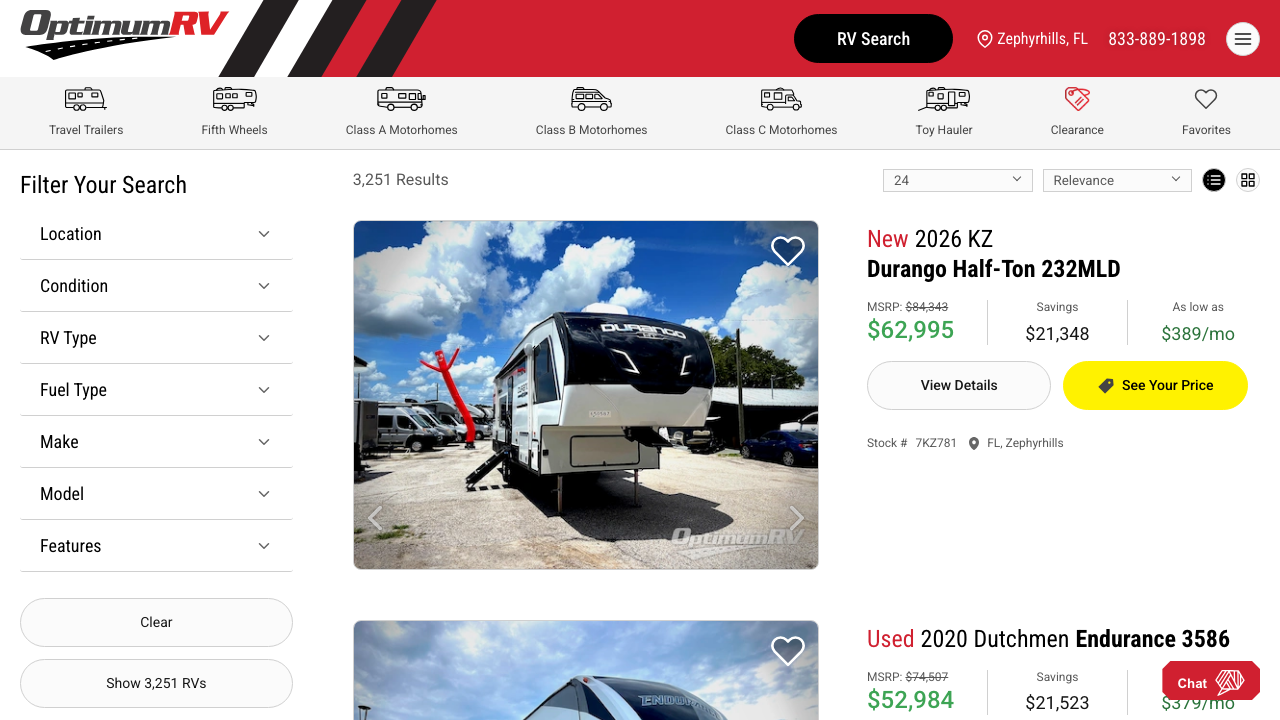 OptimumRV
RV Search
Zephyrhills, FL
833-889-1898
Travel Trailers
Fifth Wheels
Class A Motorhomes
Class B Motorhomes
Class C Motorhomes
Toy Hauler
Clearance
Favorites
Filter Your Search
Location
Condition
RV Type
Fuel Type
Make
Model
Features
Clear
Show 3,251 RVs
3,251 Results
24
Relevance
DURANGO
OptimumRV
New 2026 KZ
Durango Half-Ton 232MLD
MSRP: $84,343
$62,995
Savings
$21,348
As low as
$389/mo
View Details
See Your Price
Stock # 7KZ781
FL, Zephyrhills
Used 2020 Dutchmen Endurance 3586
MSRP: $74,507
$52,984
Savings
$21,523
$379/mo
Chat